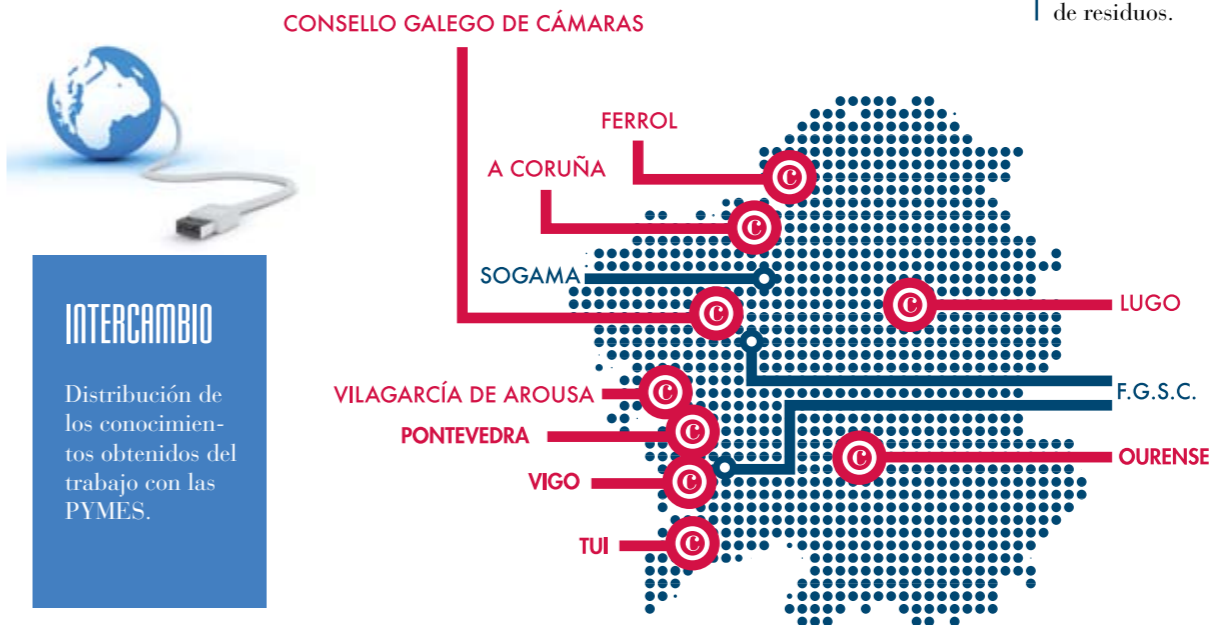 de residuos.
CONSELLO GALEGO DE CÁMARAS
FERROL
A CORUÑA
SOGAMA
LUGO
VILAGARCÍA DE AROUSA
F.G.S.C.
PONTEVEDRA
OURENSE
VIGO
TUI
INTERCAMBIO
Distribución de
los conocimien-
tos obtenidos del
trabajo con las
PYMES.